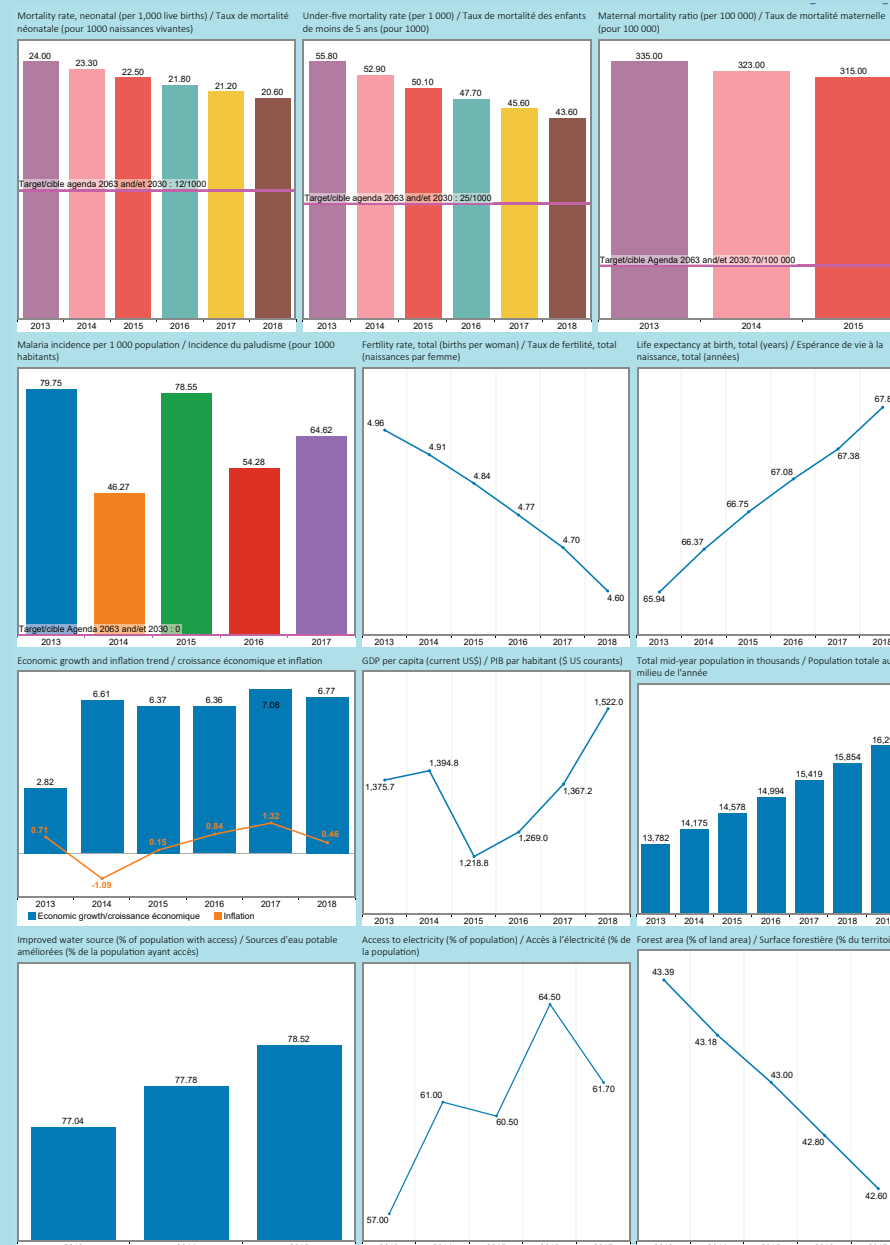 Mortality rate, neonatal (per 1,000 live births) / Taux de mortalité
néonatale (pour 1000 naissances vivantes)
24.00
23.30
22.50
21.80
21.20
20.60
Target/cible agenda 2063 and/et 2030 : 12/1000
2013 2014 2015 2016 2017 2018
Under-five mortality rate (per 1 000) / Taux de mortalité des enfants
de moins de 5 ans (pour 1000)
55.80
52.90
50.10
47.70
45.60
43.60
Target/cible agenda 2063 and/et 2030 : 25/1000
2013 2014 2015 2016 2017 2018
Maternal mortality ratio (per 100 000) / Taux de mortalité maternelle
(pour 100 000)
335.00
323.00
315.00
Target/cible Agenda 2063 and/et 2030:70/100 000
2013 2014 2015
Malaria incidence per 1 000 population / Incidence du paludisme (pour 1000
habitants)
79.75
46.27
78.55
54.28
64.62
Target/cible Agenda 2063 and/et 2030 : 0
2013 2014 2015 2016 2017
Fertility rate, total (births per woman) / Taux de fertilité, total
(naissances par femme)
4.96
4.91
4.84
4.77
4.70
4.60
2013 2014 2015 2016 2017 2018
Life expectancy at birth, total (years) / Espérance de vie à la
naissance, total (années)
65.94
66.37
66.75
67.08
67.38
67.8
2013 2014 2015 2016 2017 2018
Economic growth and inflation trend / croissance économique et inflation
2.82
6.61
6.37
6.36
7.08
6.77
0.71
-1.09
0.15
0.84
1.32
0.46
2013 2014 2015 2016 2017 2018
Economic growth/croissance économique Inflation
GDP per capita (current US$) / PIB par habitant ($ US courants)
1,375.7
1,394.8
1,218.8
1,269.0
1,367.2
1,522.0
2013 2014 2015 2016 2017 2018
Total mid-year population in thousands / Population totale au
milieu de l'année
13,782
14,175
14,578
14,994
15,419
15,854
16,2
2013 2014 2015 2016 2017 2018 201
Improved water source (% of population with access) / Sources d'eau potable
améliorées (% de la population ayant accès)
77.04
77.78
78.52
Access to electricity (% of population) / Accès à l'électricité (% de
la population)
57.00
61.00
60.50
64.50
61.70
Forest area (% of land area) / Surface forestière (% du territoi
43.39
43.18
43.00
42.80
42.60